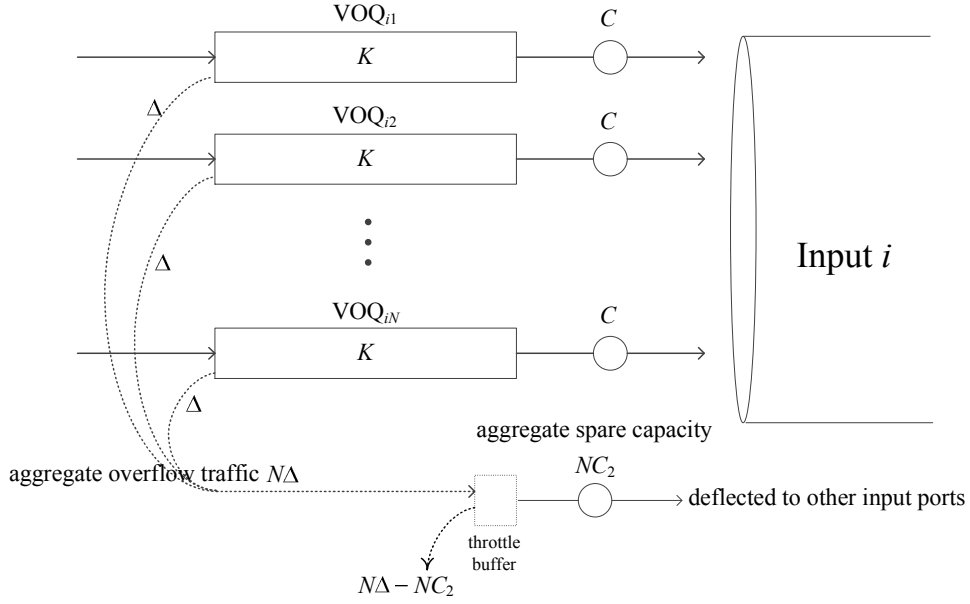 VOQi1
C
K
Δ
VOQi2
C
K
Δ
Input i
VOQiN
C
K
Δ
aggregate spare capacity
NC2
aggregate overflow traffic NΔ
deflected to other input ports
throttle
buffer
NΔ − NC2